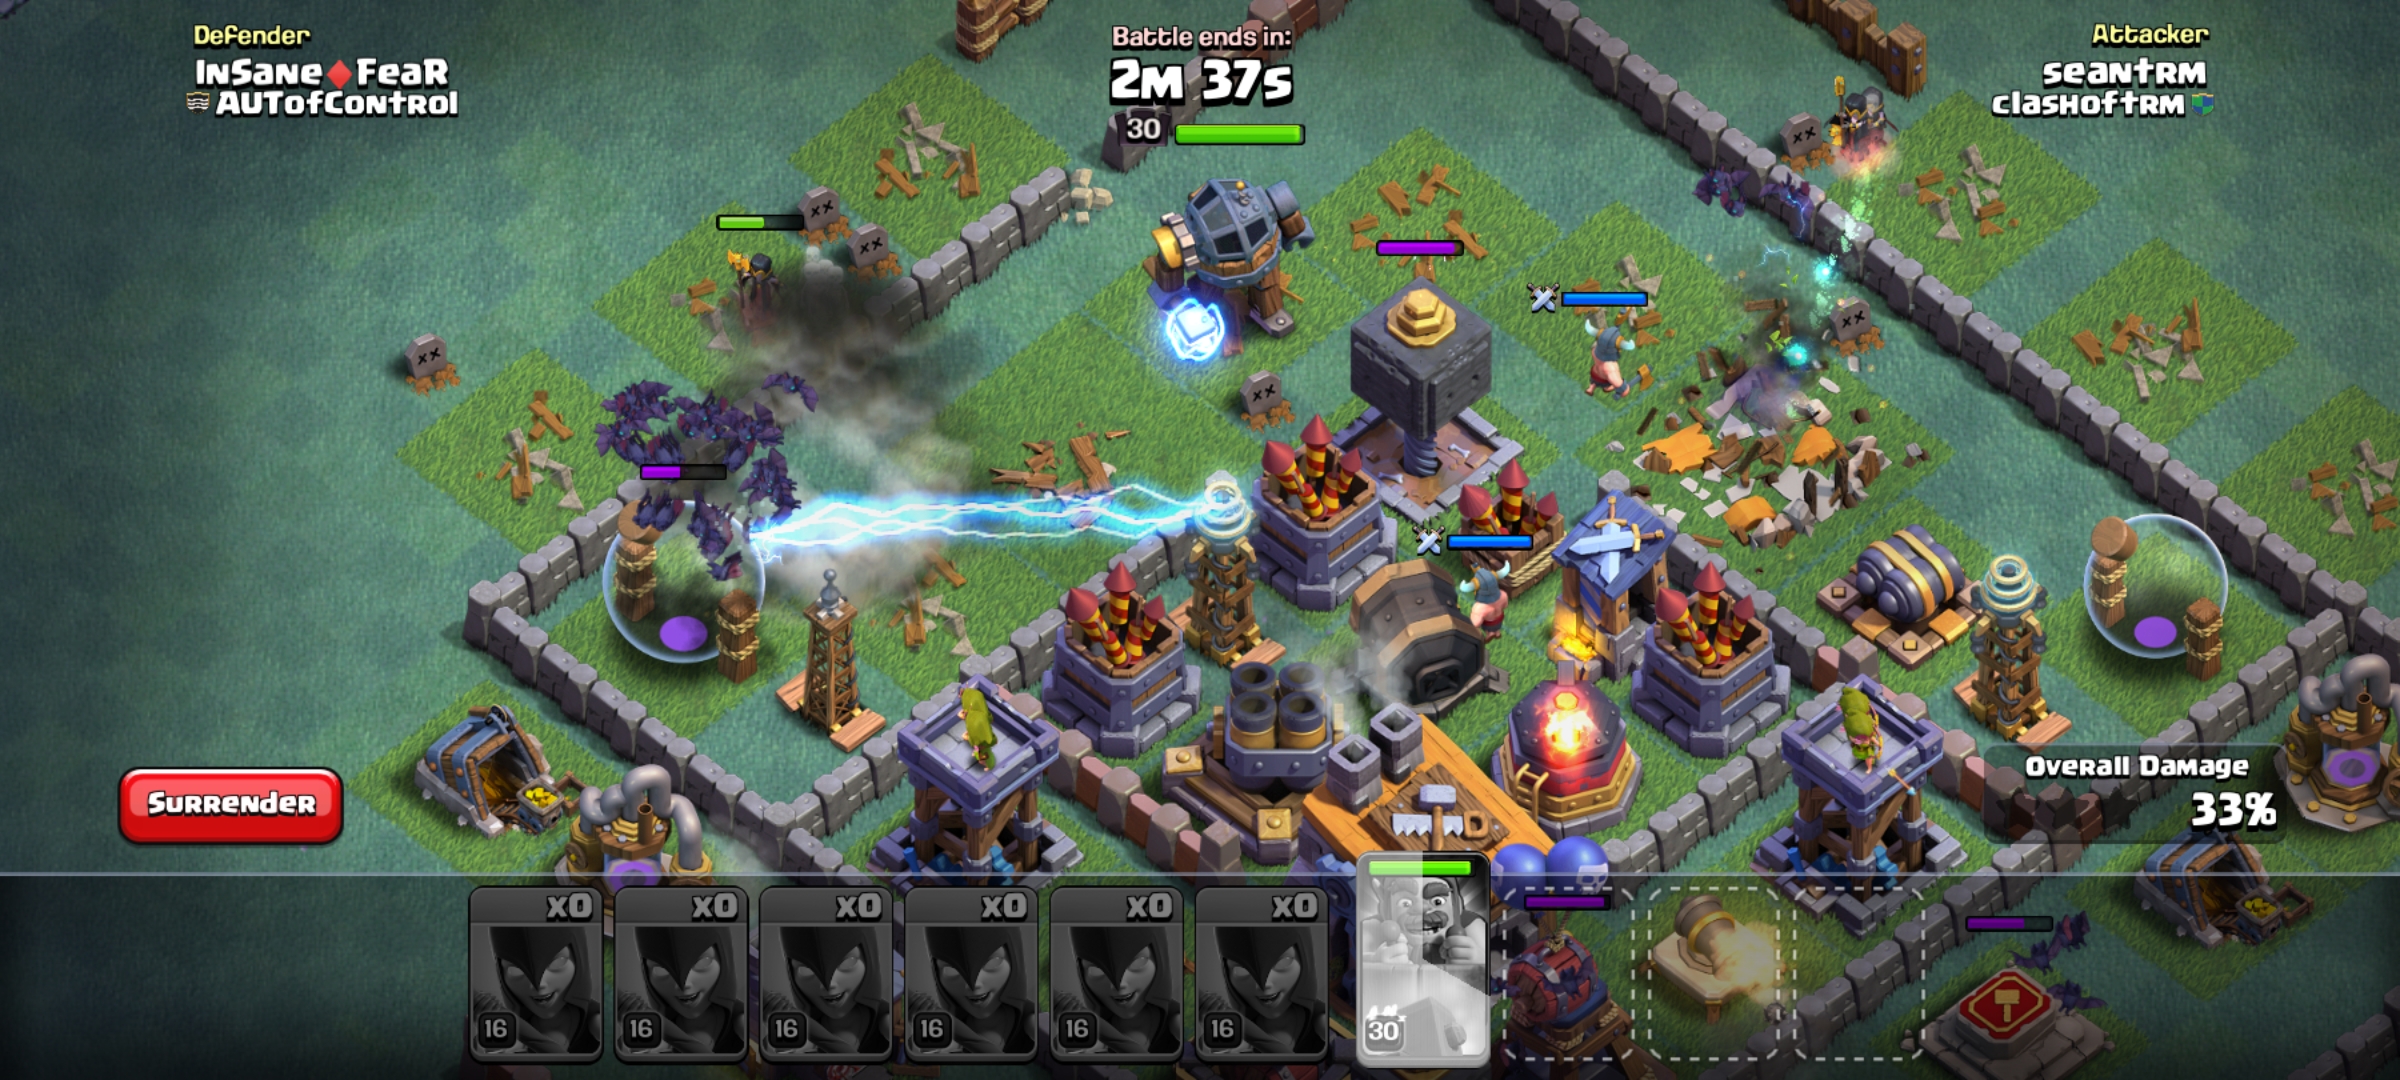 Defender
InSane♦FeaR
AUTofControl
Battle ends in:
2M 37s
30
Attacker
seantrm
clashoftrm
Surrender
Overall Damage
33%
x0
x0
x0
x0
x0
x0
16
16
16
16
16
16
30